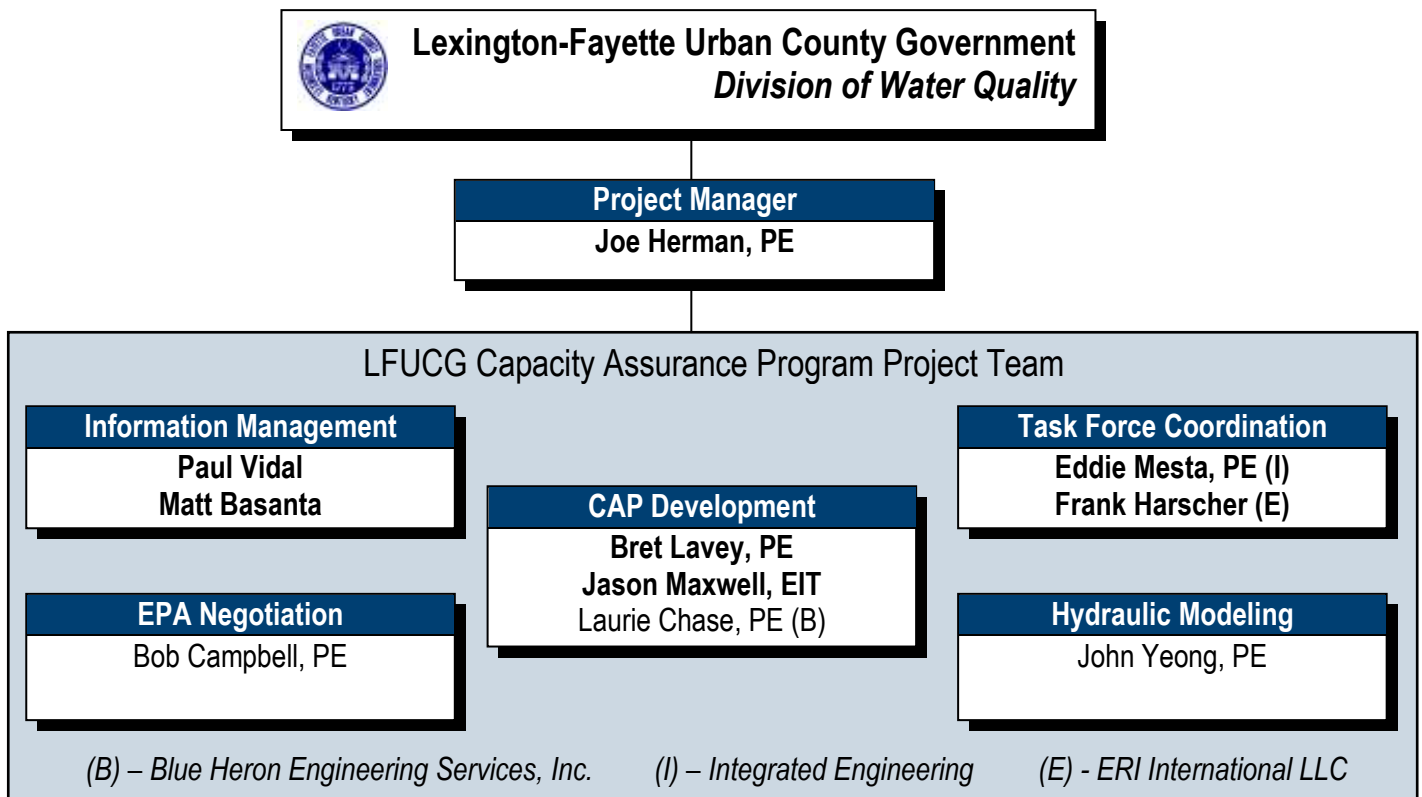 Lexington-Fayette Urban County Government
Division of Water Quality
Project Manager
Joe Herman, PE
LFUCG Capacity Assurance Program Project Team
Information Management
Paul Vidal
Matt Basanta
EPA Negotiation
Bob Campbell, PE
CAP Development
Bret Lavey, PE
Jason Maxwell, EIT
Laurie Chase, PE (B)
Task Force Coordination
Eddie Mesta, PE (I)
Frank Harscher (E)
Hydraulic Modeling
John Yeong, PE
(B) – Blue Heron Engineering Services, Inc. (I) – Integrated Engineering (E) - ERI International LLC